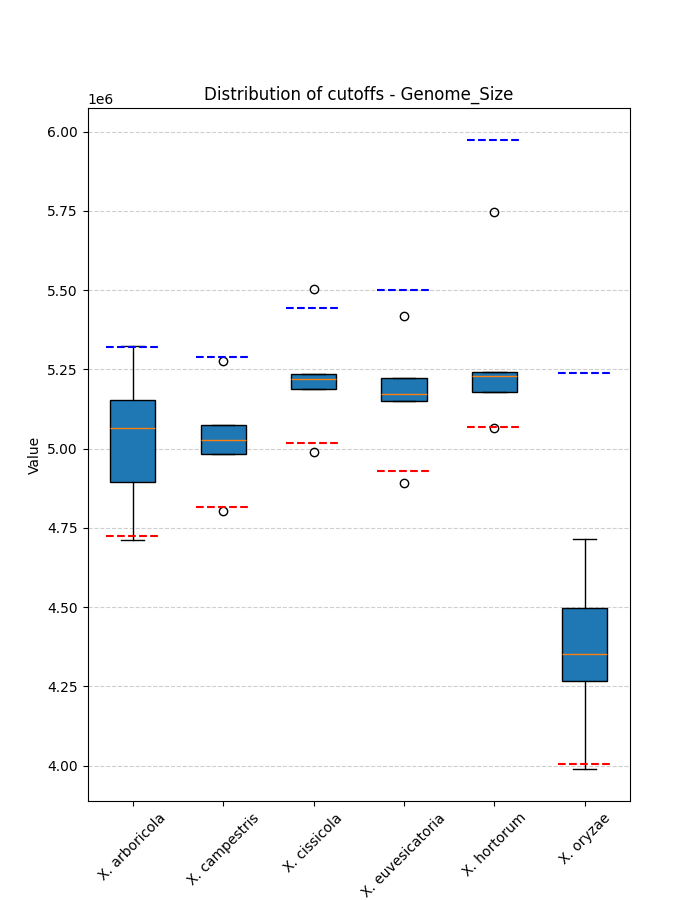 Distribution of cutoffs - Genome_Size
1e6
6.00
5.75
5.50
5.25
5.00
4.75
4.50
4.25
4.00
Value
X. arboricola
X. campestris
X. cissicola
X. euvesicatoria
X. hortorum
X. oryzae